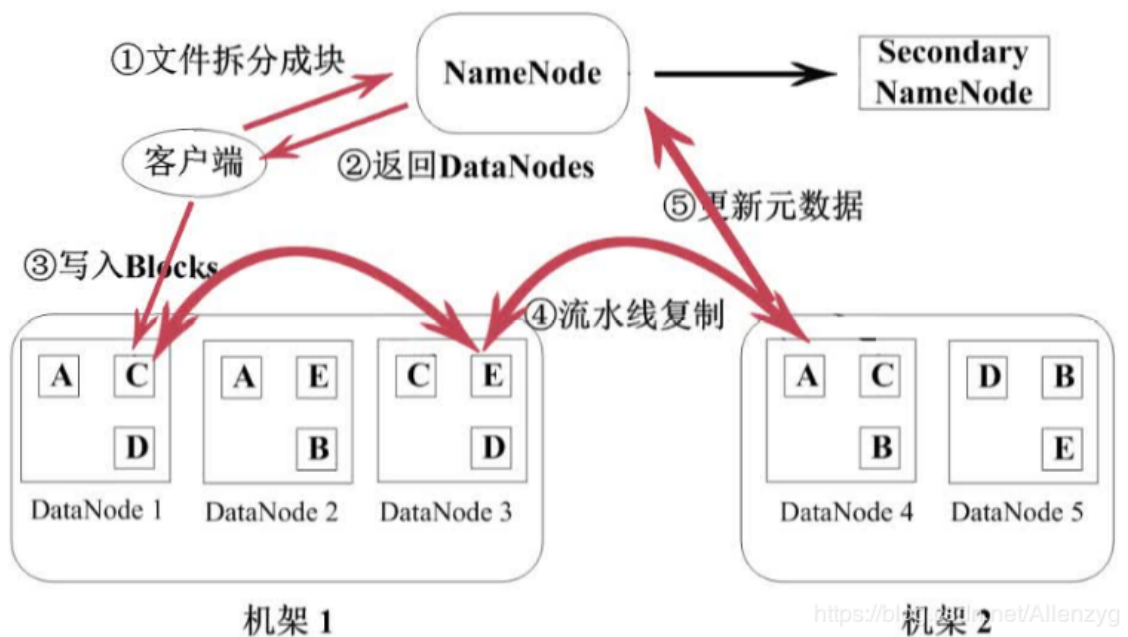 ①文件拆分成块
NameNode
Secondary
NameNode
客户端
②返回DataNodes
⑤更新元数据
③写入Blocks
④流水线复制
A C
D
DataNode 1
A E
B
DataNode 2
C E
D
DataNode 3
A C
B
DataNode 4
D B
E
DataNode 5
机架 1
机架 2